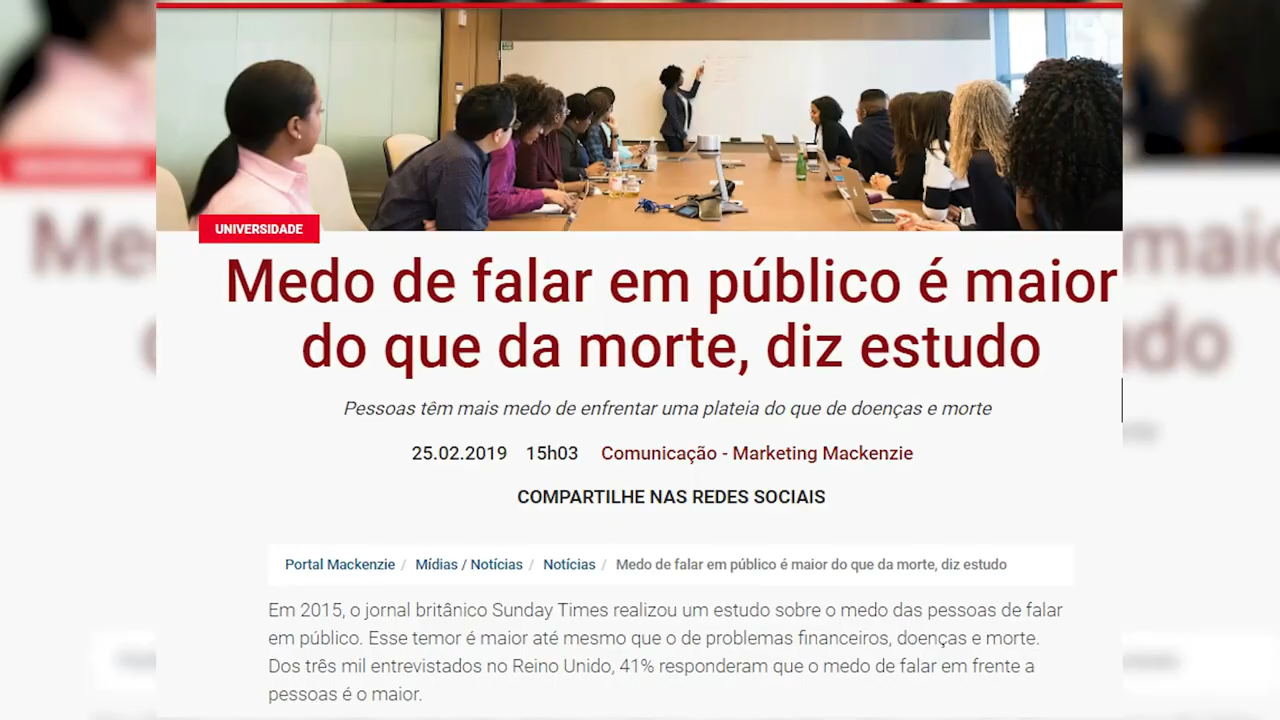 UNIVERSIDADE
Medo de falar em público é maior
do que da morte, diz estudo
Pessoas têm mais medo de enfrentar uma plateia do que de doenças e morte
25.02.2019 15h03 Comunicação - Marketing Mackenzie
COMPARTILHE NAS REDES SOCIAIS
Portal Mackenzie / Mídias / Notícias / Notícias / Medo de falar em público é maior do que da morte, diz estudo
Em 2015, o jornal britânico Sunday Times realizou um estudo sobre o medo das pessoas de falar
em público. Esse temor é maior até mesmo que o de problemas financeiros, doenças e morte.
Dos três mil entrevistados no Reino Unido, 41% responderam que o medo de falar em frente a
pessoas é o maior.